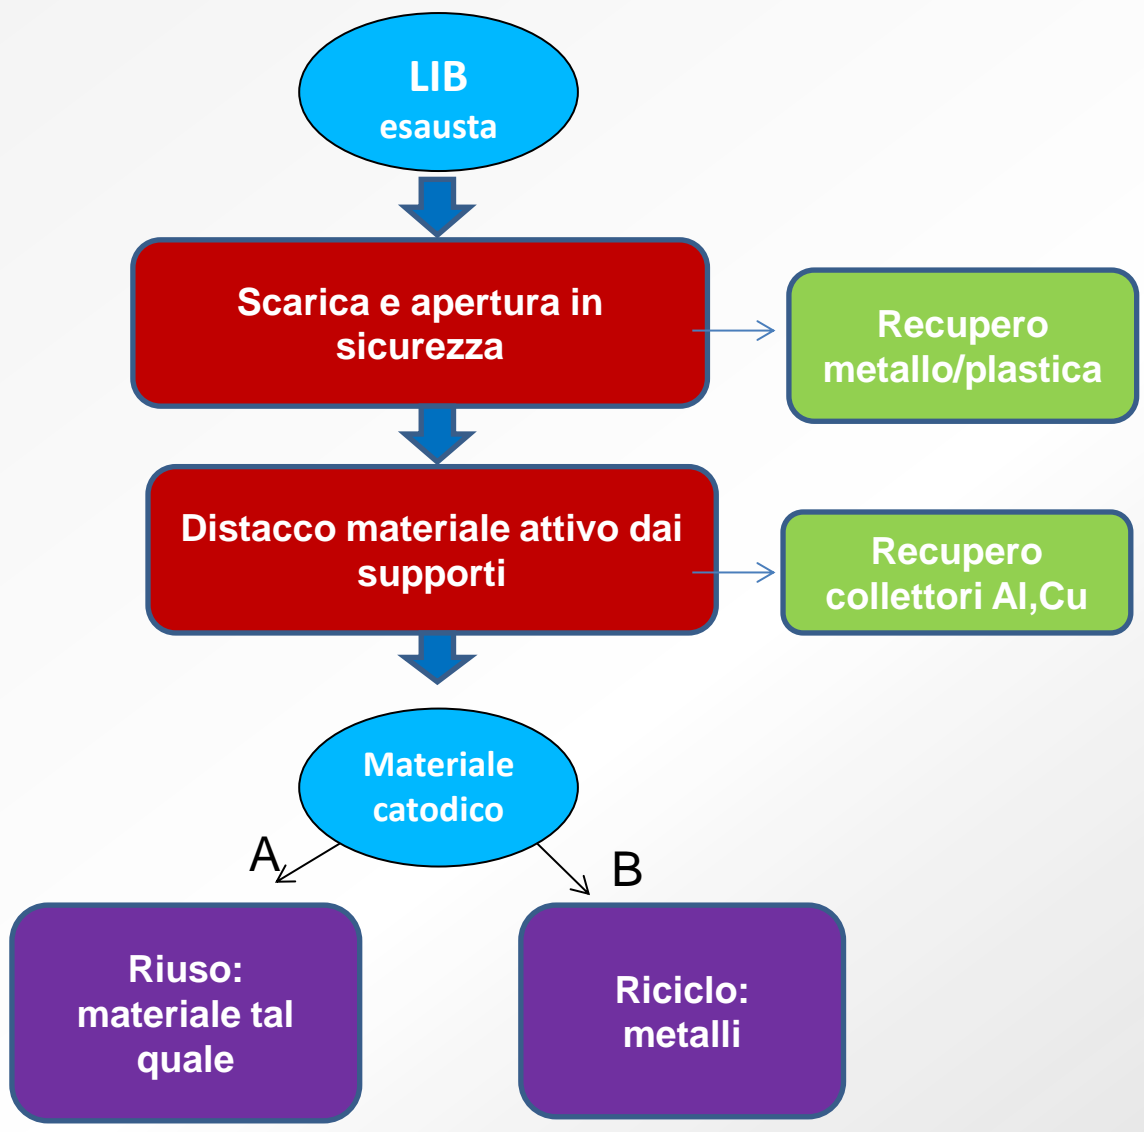 LIB
esausta
Scarica e apertura in
sicurezza
Recupero
metallo/plastica
Distacco materiale attivo dai
supporti
Recupero
collettori Al,Cu
Materiale
catodico
A
B
Riuso:
materiale tal
quale
Riciclo:
metalli